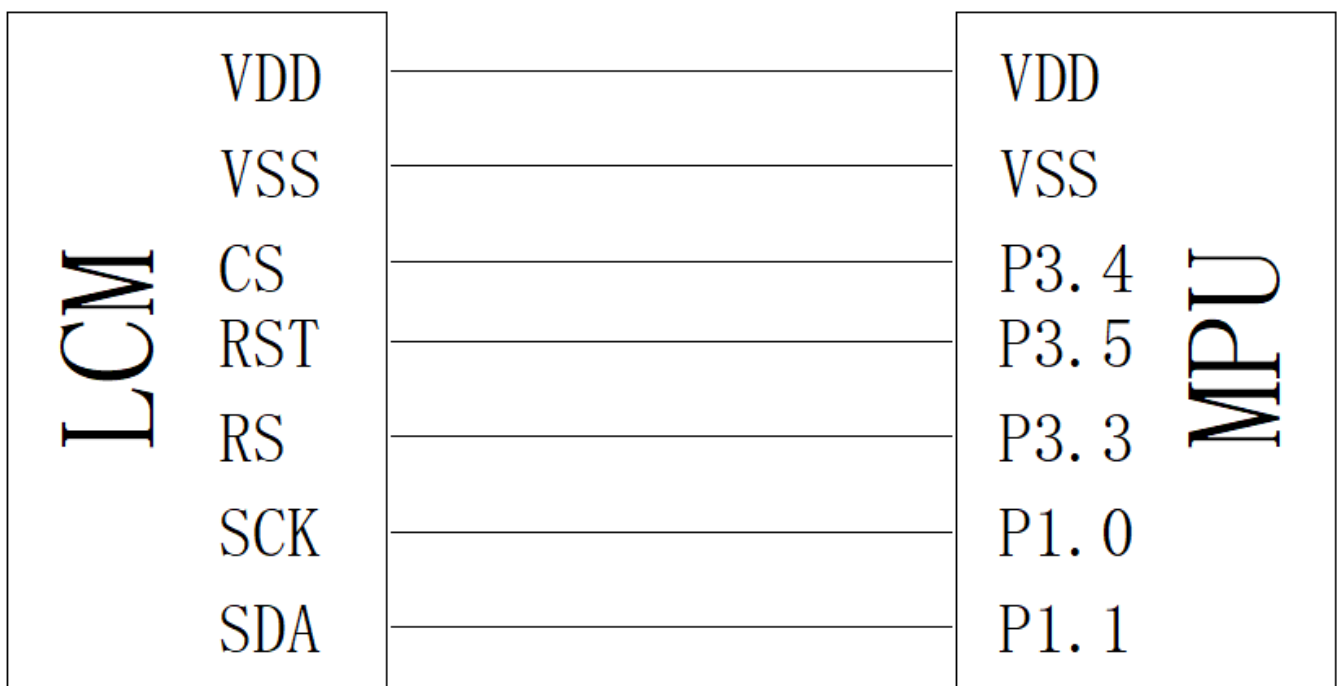 LCM
VDD VDD
VSS VSS
CS P3.4
RST P3.5
RS P3.3
SCK P1.0
SDA P1.1
MPU